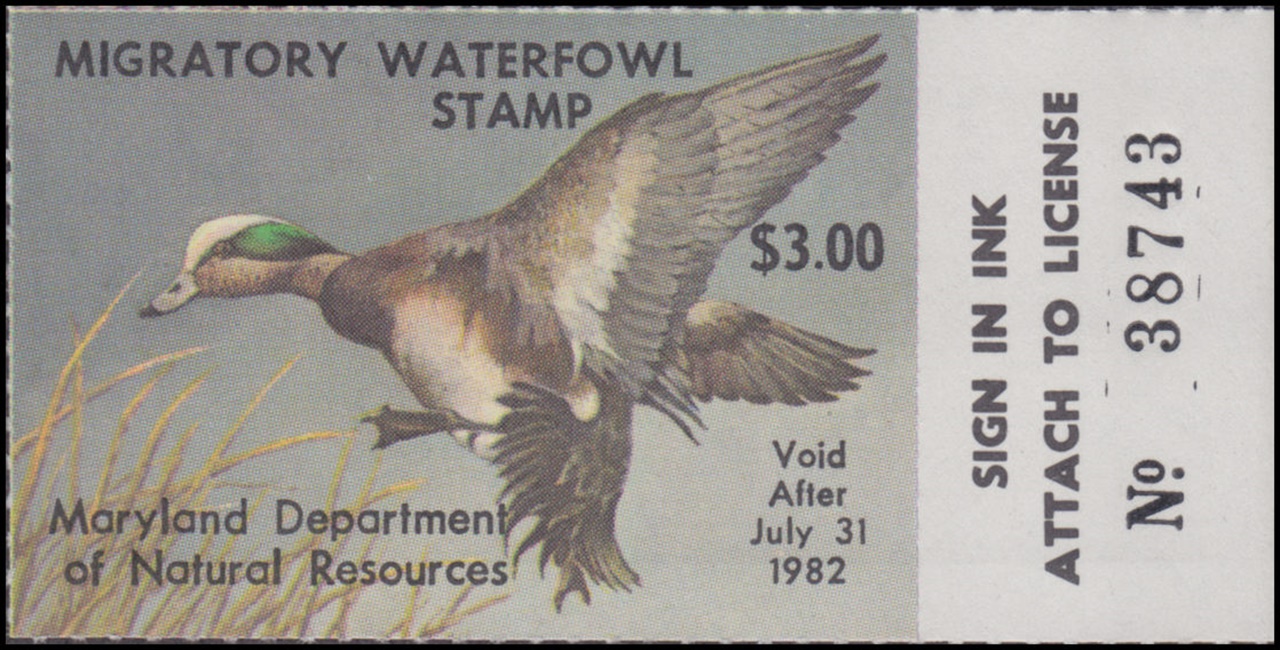 MIGRATORY WATERFOWL
STAMP
$3.00
Void
After
July 31
1982
Maryland Department
of Natural Resources
SIGN IN INK
ATTACH TO LICENSE
No. 38743